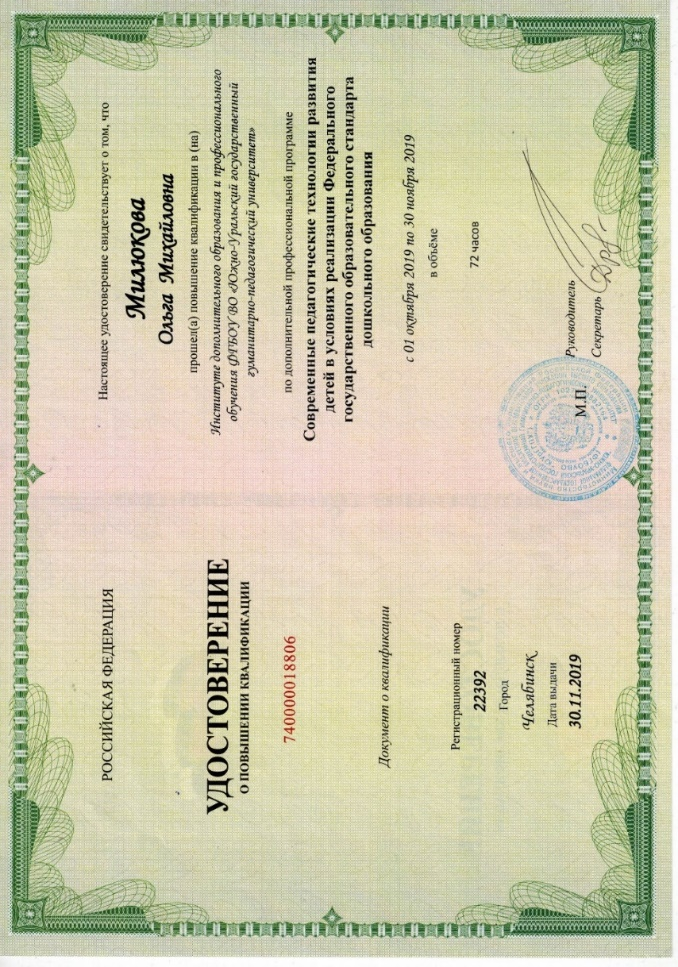 РОССИЙСКАЯ ФЕДЕРАЦИЯ
УДОСТОВЕРЕНИЕ
О ПОВЫШЕНИИ КВАЛИФИКАЦИИ
740000018806
Документ о квалификации
Регистрационный номер
22392
Город
Челябинск
Дата выдачи
30.11.2019
Настоящее удостоверение свидетельствует о том, что
Милюкова
Ольга Михайловна
прошел(а) повышение квалификации в (на)
Институте дополнительного образования и профессионального
обучения ФГБОУ ВО «Южно-Уральский государственный
гуманитарно-педагогический университет»
по дополнительной профессиональной программе
Современные педагогические технологии развития
детей в условиях реализации Федерального
государственного образовательного стандарта
дошкольного образования
с 01 октября 2019 по 30 ноября 2019
в объёме
72 часов
Руководитель
Секретарь
М.П.